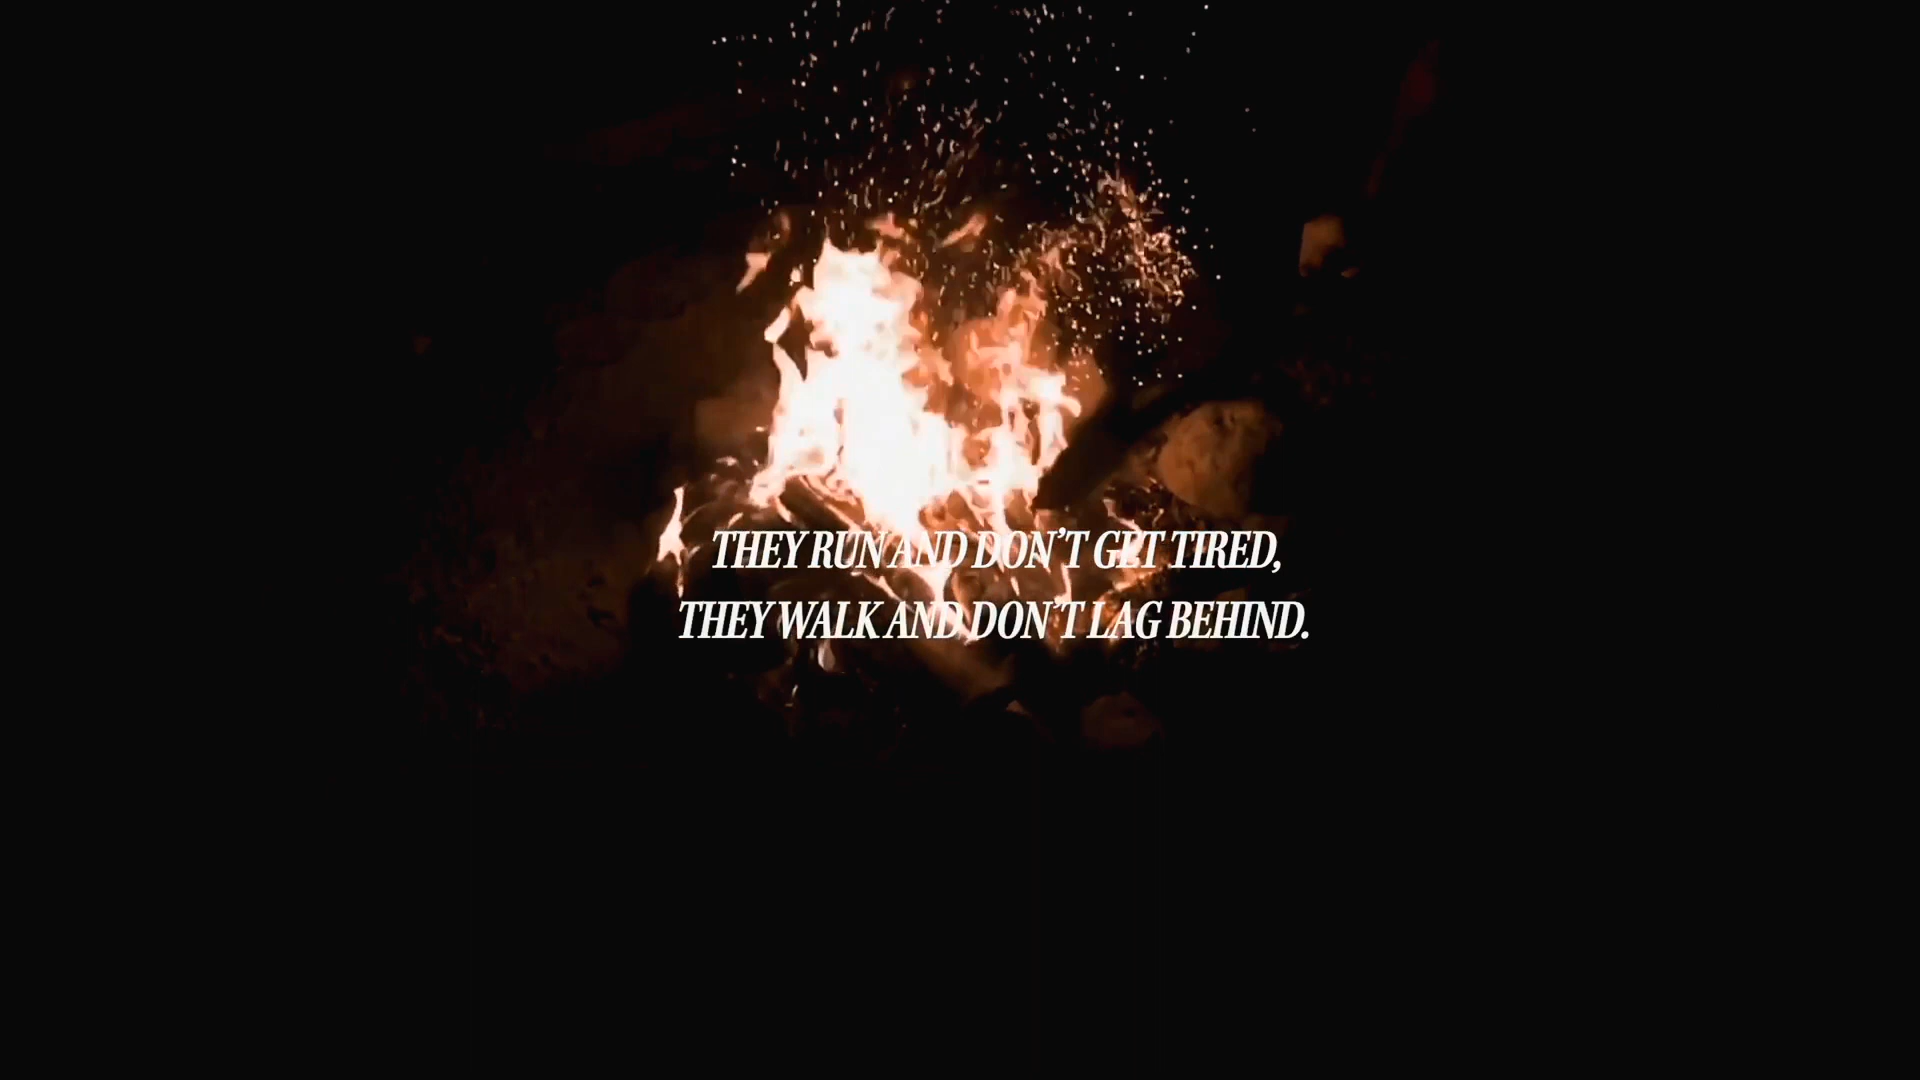 THEY RUN AND DON’T GET TIRED,
THEY WALK AND DON’T LAG BEHIND.